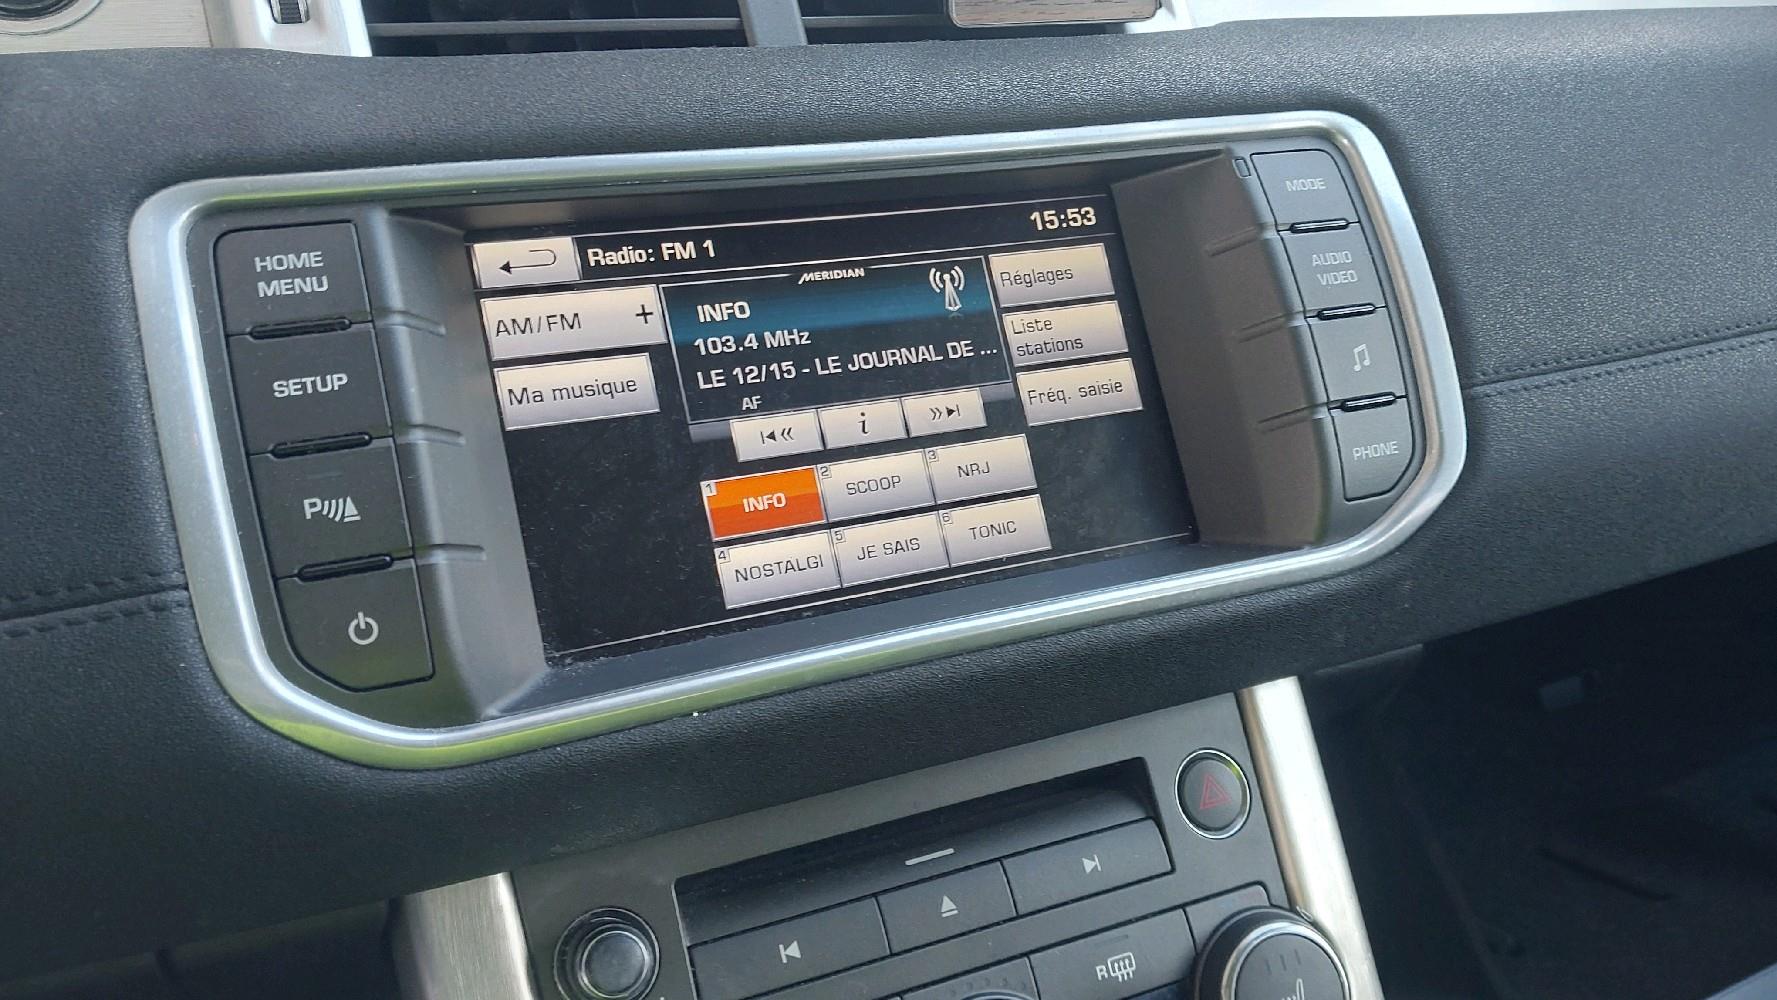 HOME
MENU
SETUP
P
Radio: FM 1
15:53
AM/FM +
Ma musique
MERIDIAN
INFO
103.4 MHz
LE 12/15 - LE JOURNAL DE ...
AF
i
Réglages
Liste
stations
Fréq. saisie
1 INFO
2 SCOOP
3 NRJ
4 NOSTALGI
5 JE SAIS
6 TONIC
MODE
AUDIO
VIDEO
PHONE
R